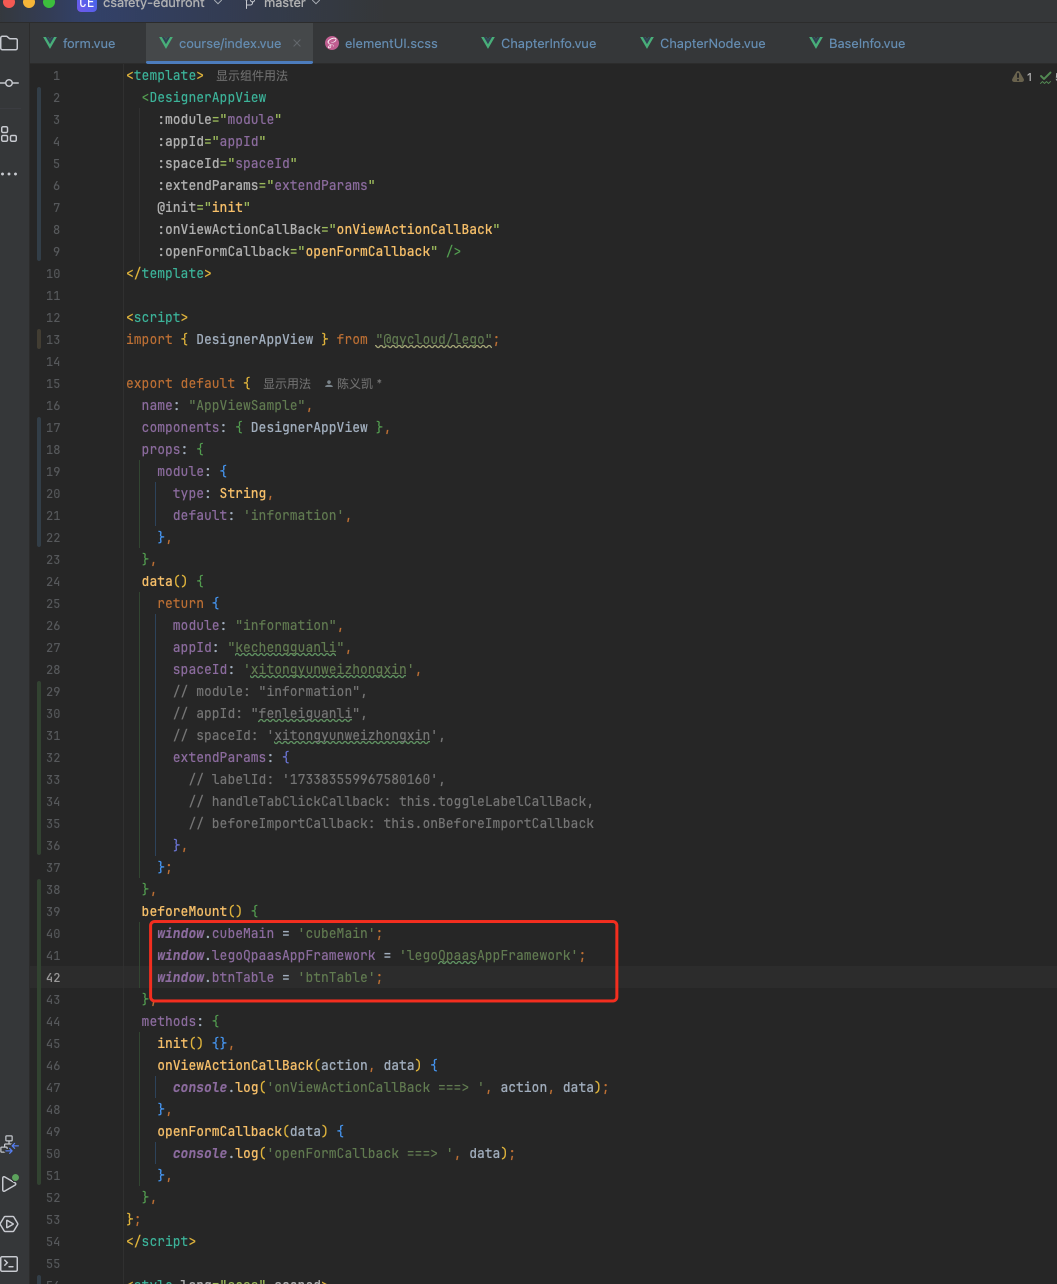 CE csafety-edufront master
form.vue course/index.vue × elementUI.scss ChapterInfo.vue ChapterNode.vue BaseInfo.vue
1 <template> 显示组件用法 1
2 <DesignerAppView
3 :module="module"
4 :appId="appId"
5 :spaceId="spaceId"
6 :extendParams="extendParams"
7 @init="init"
8 :onViewActionCallBack="onViewActionCallBack"
9 :openFormCallback="openFormCallback" />
10 </template>
11
12 <script>
13 import { DesignerAppView } from "@qycloud/lego";
14
15 export default { 显示用法 陈义凯 *
16 name: "AppViewSample",
17 components: { DesignerAppView },
18 props: {
19 module: {
20 type: String,
21 default: 'information',
22 },
23 },
24 data() {
25 return {
26 module: "information",
27 appId: "kechengguanli",
28 spaceId: 'xitongyunweizhongxin',
29 // module: "information",
30 // appId: "fenleiguanli",
31 // spaceId: 'xitongyunweizhongxin',
32 extendParams: {
33 // labelId: '173383559967580160',
34 // handleTabClickCallback: this.toggleLabelCallBack,
35 // beforeImportCallback: this.onBeforeImportCallback
36 },
37 };
38 },
39 beforeMount() {
40 window.cubeMain = 'cubeMain';
41 window.legoQpaasAppFramework = 'legoQpaasAppFramework';
42 window.btnTable = 'btnTable';
43 },
44 methods: {
45 init() {},
46 onViewActionCallBack(action, data) {
47 console.log('onViewActionCallBack ===> ', action, data);
48 },
49 openFormCallback(data) {
50 console.log('openFormCallback ===> ', data);
51 },
52 },
53 };
54 </script>
55